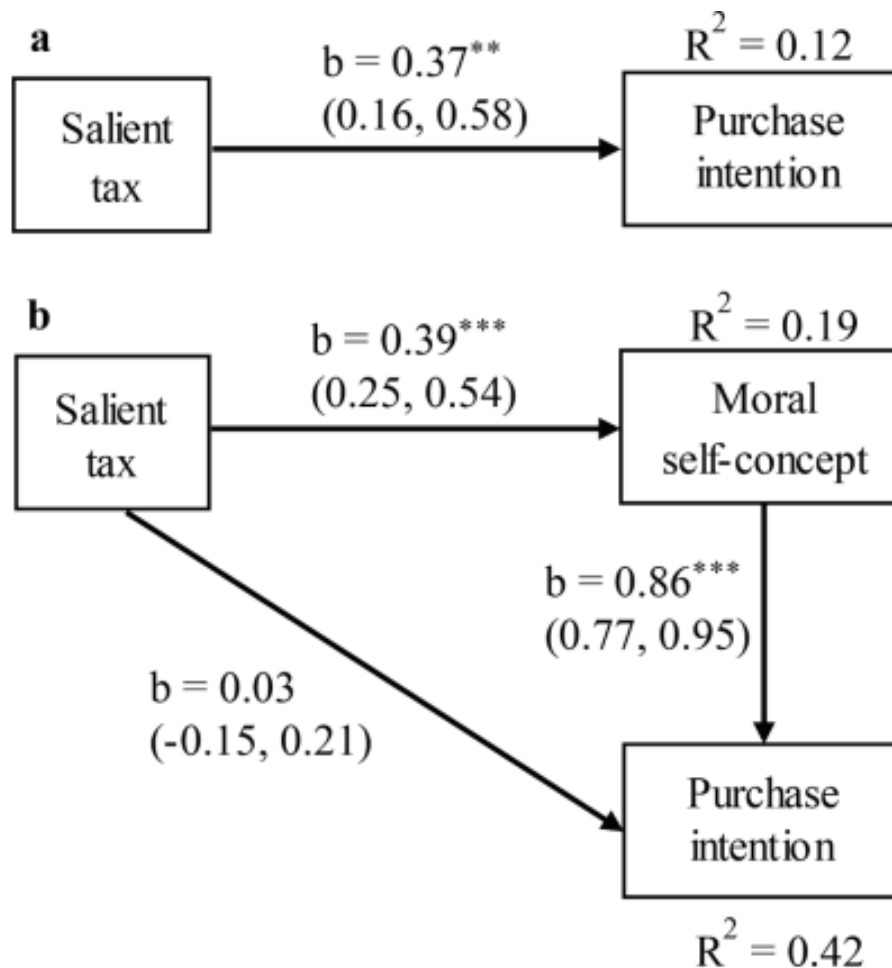 a
R² = 0.12
b = 0.37**
(0.16, 0.58)
Salient
tax
Purchase
intention
b
R² = 0.19
b = 0.39***
(0.25, 0.54)
Salient
tax
Moral
self-concept
b = 0.86***
(0.77, 0.95)
b = 0.03
(-0.15, 0.21)
Purchase
intention
R² = 0.42